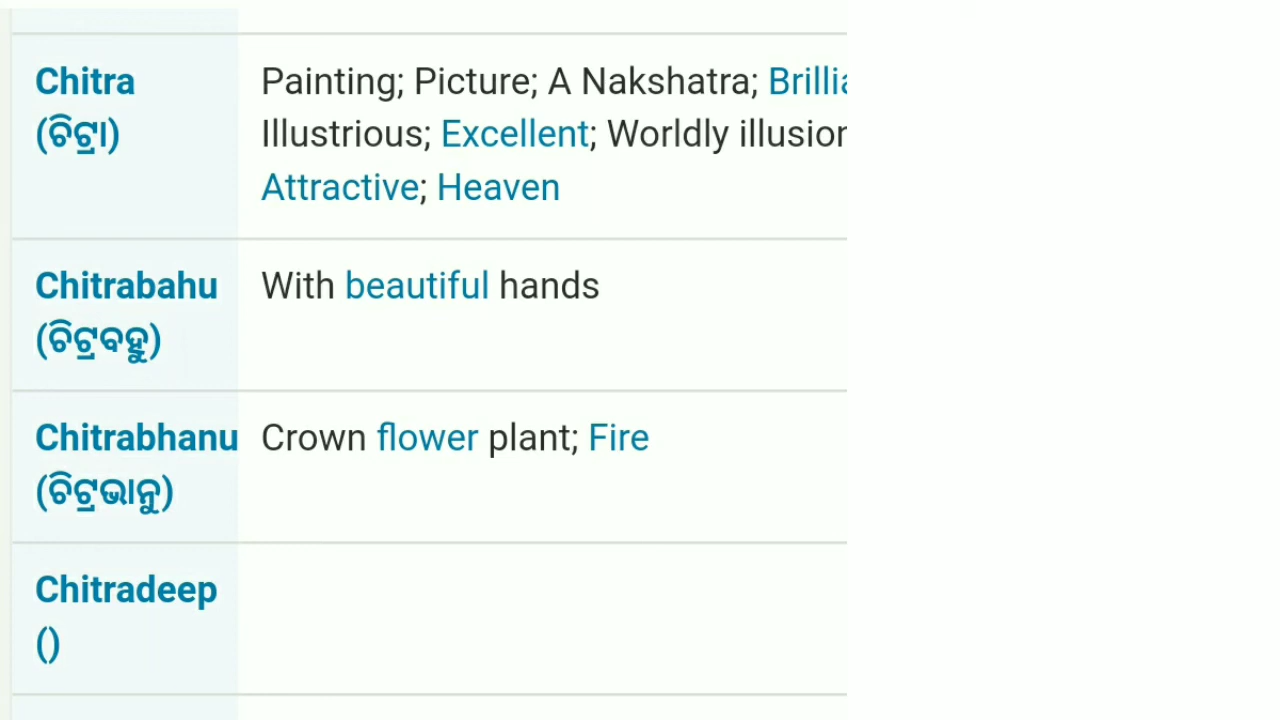 Chitra
(ଚିଟ୍ରା)
Painting; Picture; A Nakshatra;
Illustrious; Excellent; Worldly illusion
Attractive; Heaven
Chitrabahu
(ଚିଟ୍ରବହୁ)
With beautiful hands
Chitrabhanu
(ଚିଟ୍ରଭାନୁ)
Crown flower plant; Fire
Chitradeep
()